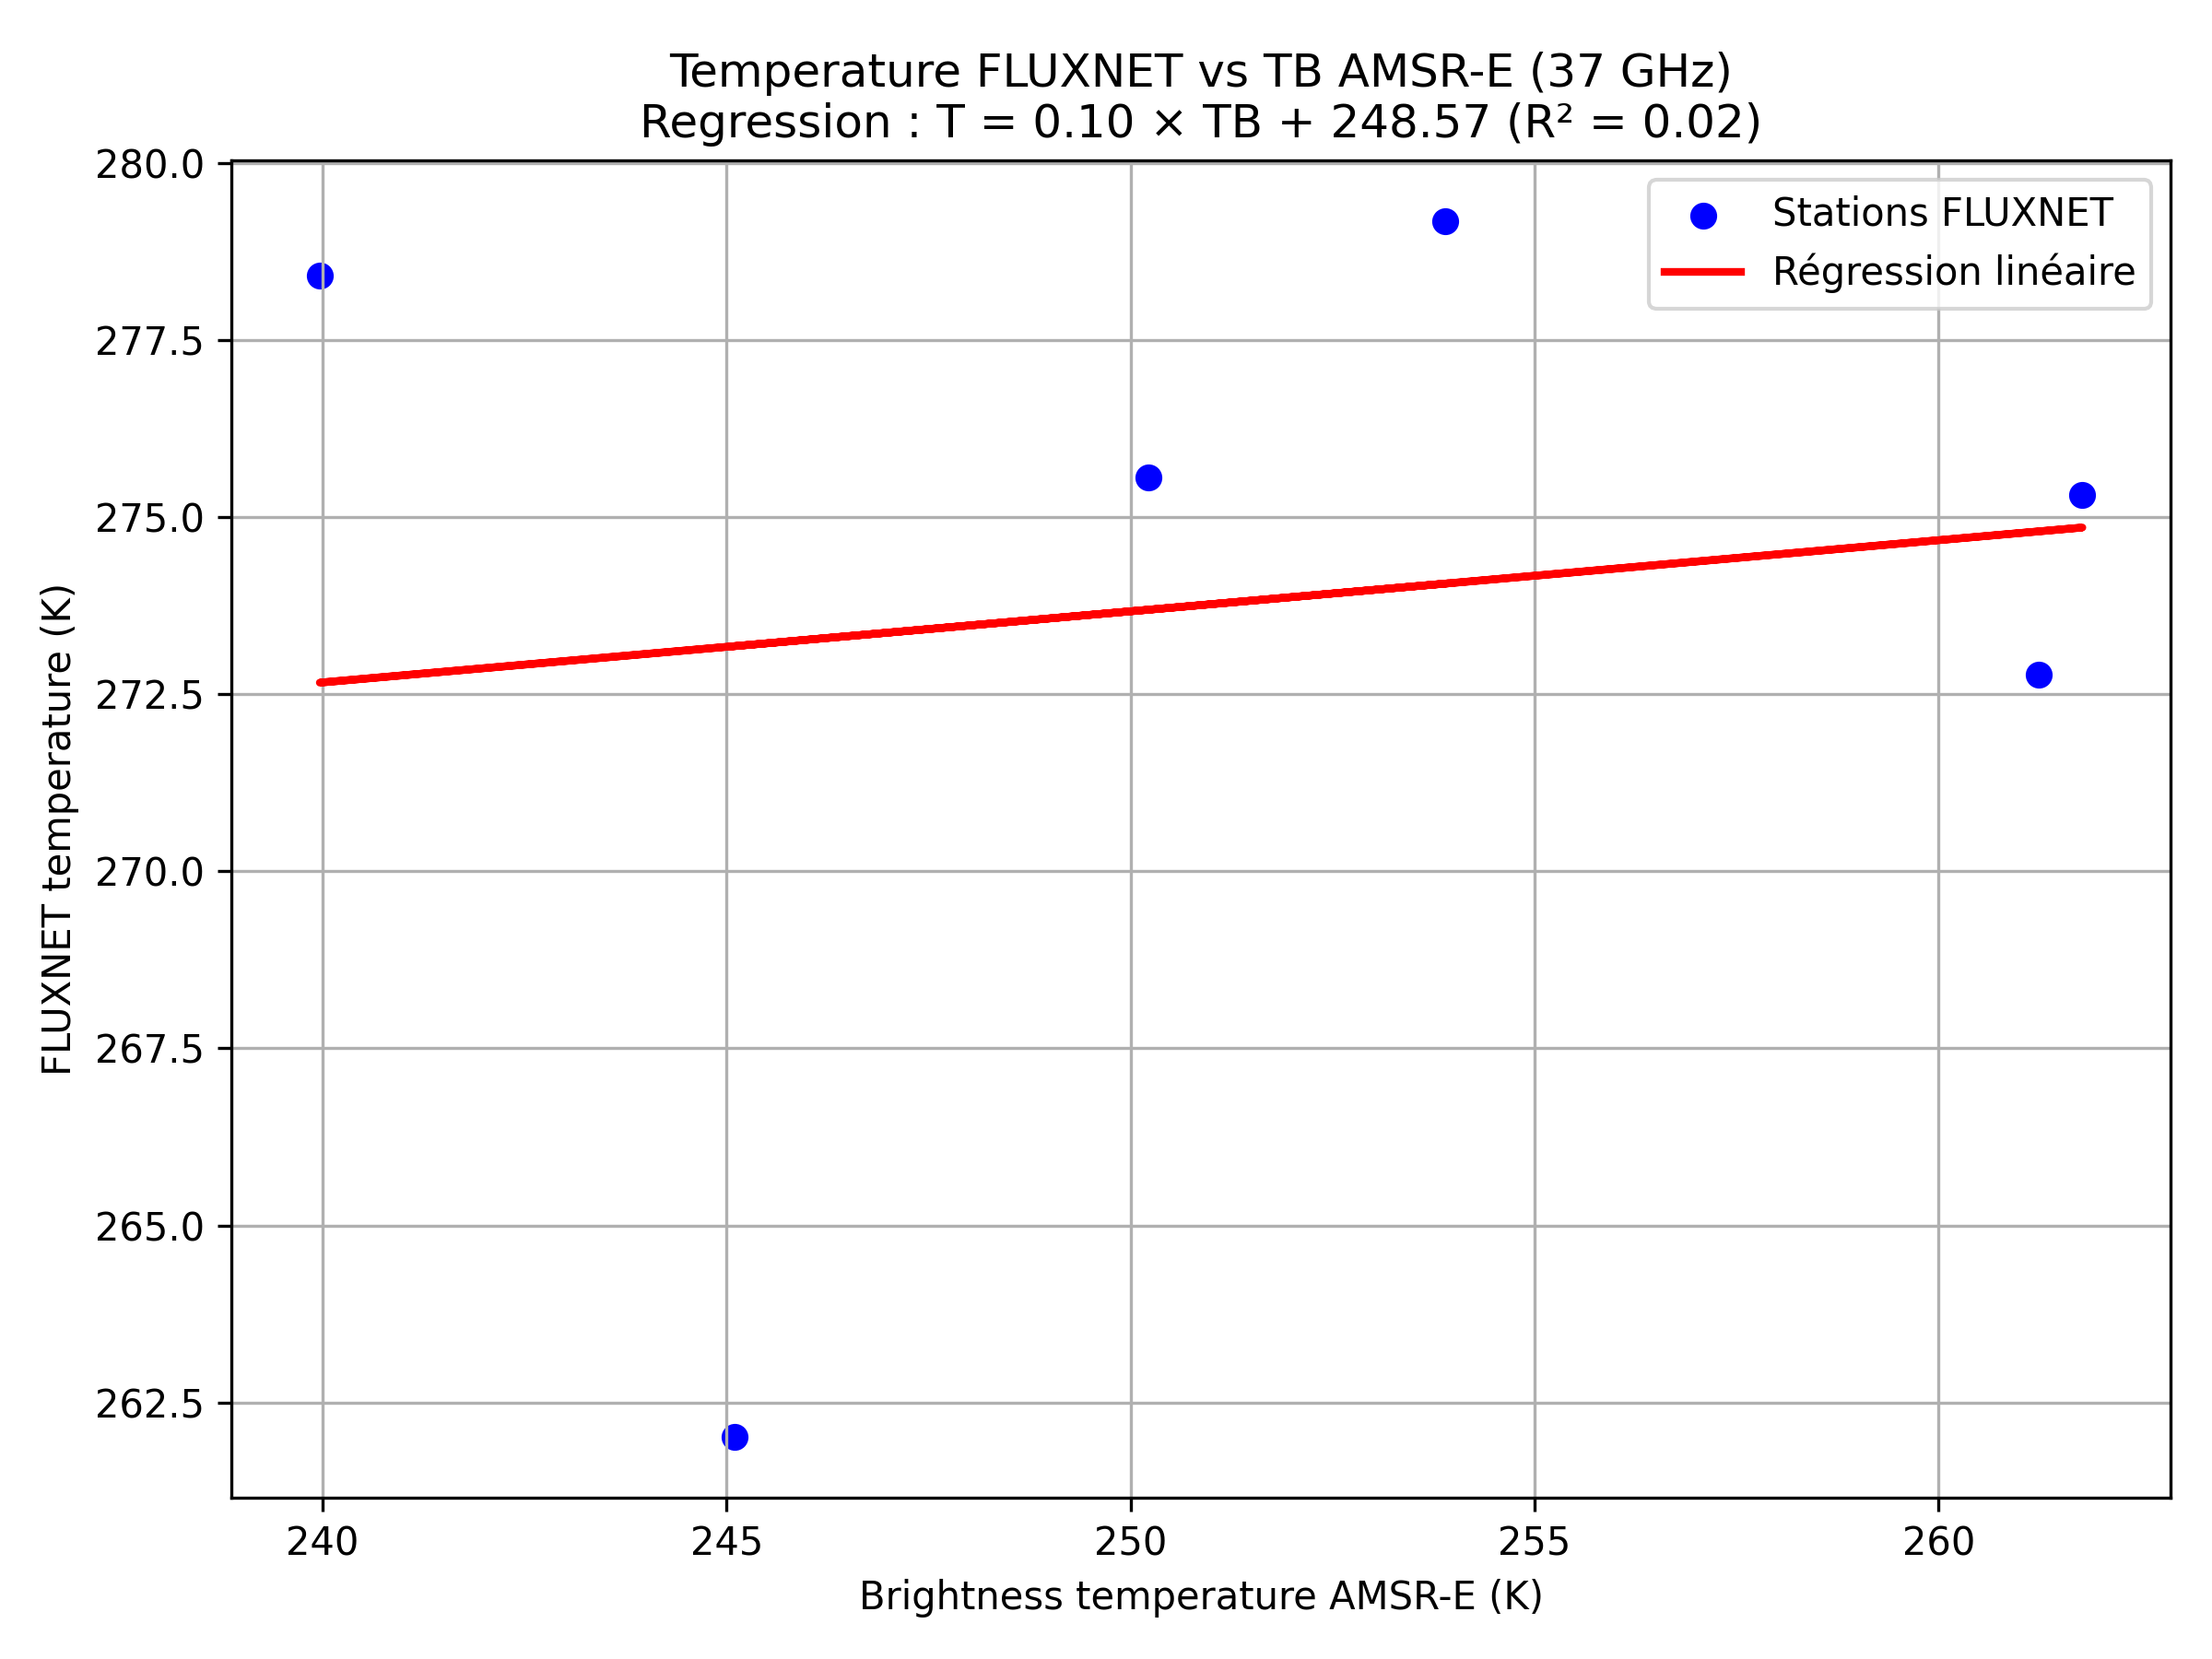 Temperature FLUXNET vs TB AMSR-E (37 GHz)
Regression : T = 0.10 × TB + 248.57 (R² = 0.02)
280.0
277.5
275.0
272.5
270.0
267.5
265.0
262.5
FLUXNET temperature (K)
Stations FLUXNET
Régression linéaire
240
245
250
255
260
Brightness temperature AMSR-E (K)